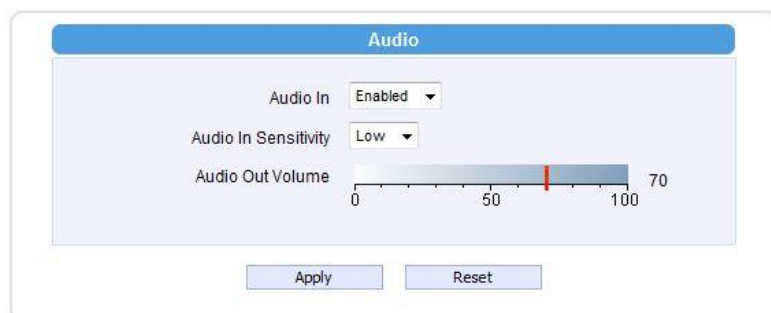 Audio
Audio In Enabled
Audio In Sensitivity Low
Audio Out Volume 70
0 50 100
Apply Reset